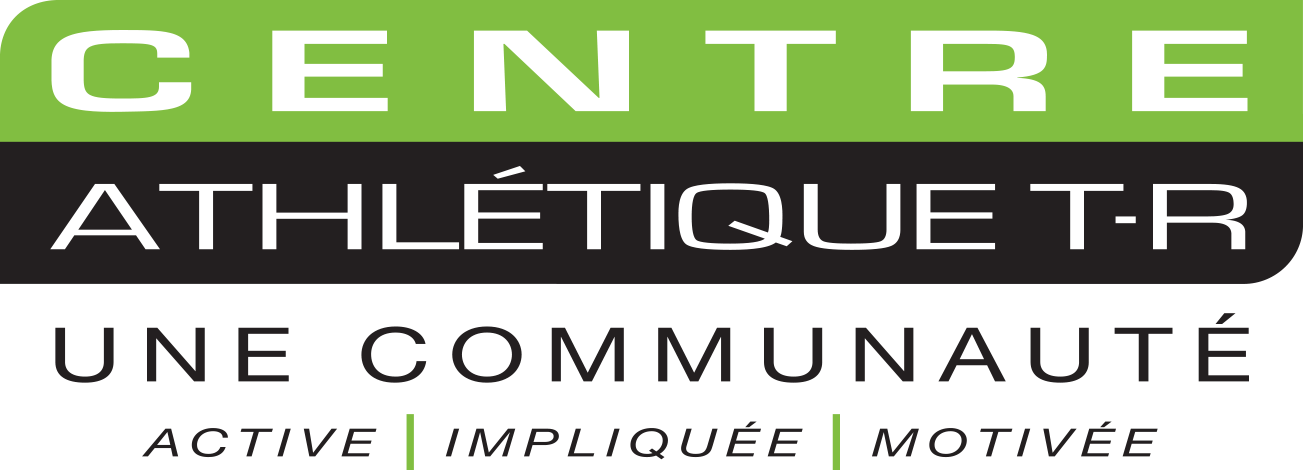 CENTRE
ATHLÉTIQUE T-R
UNE COMMUNAUTÉ
ACTIVE | IMPLIQUÉE | MOTIVÉE